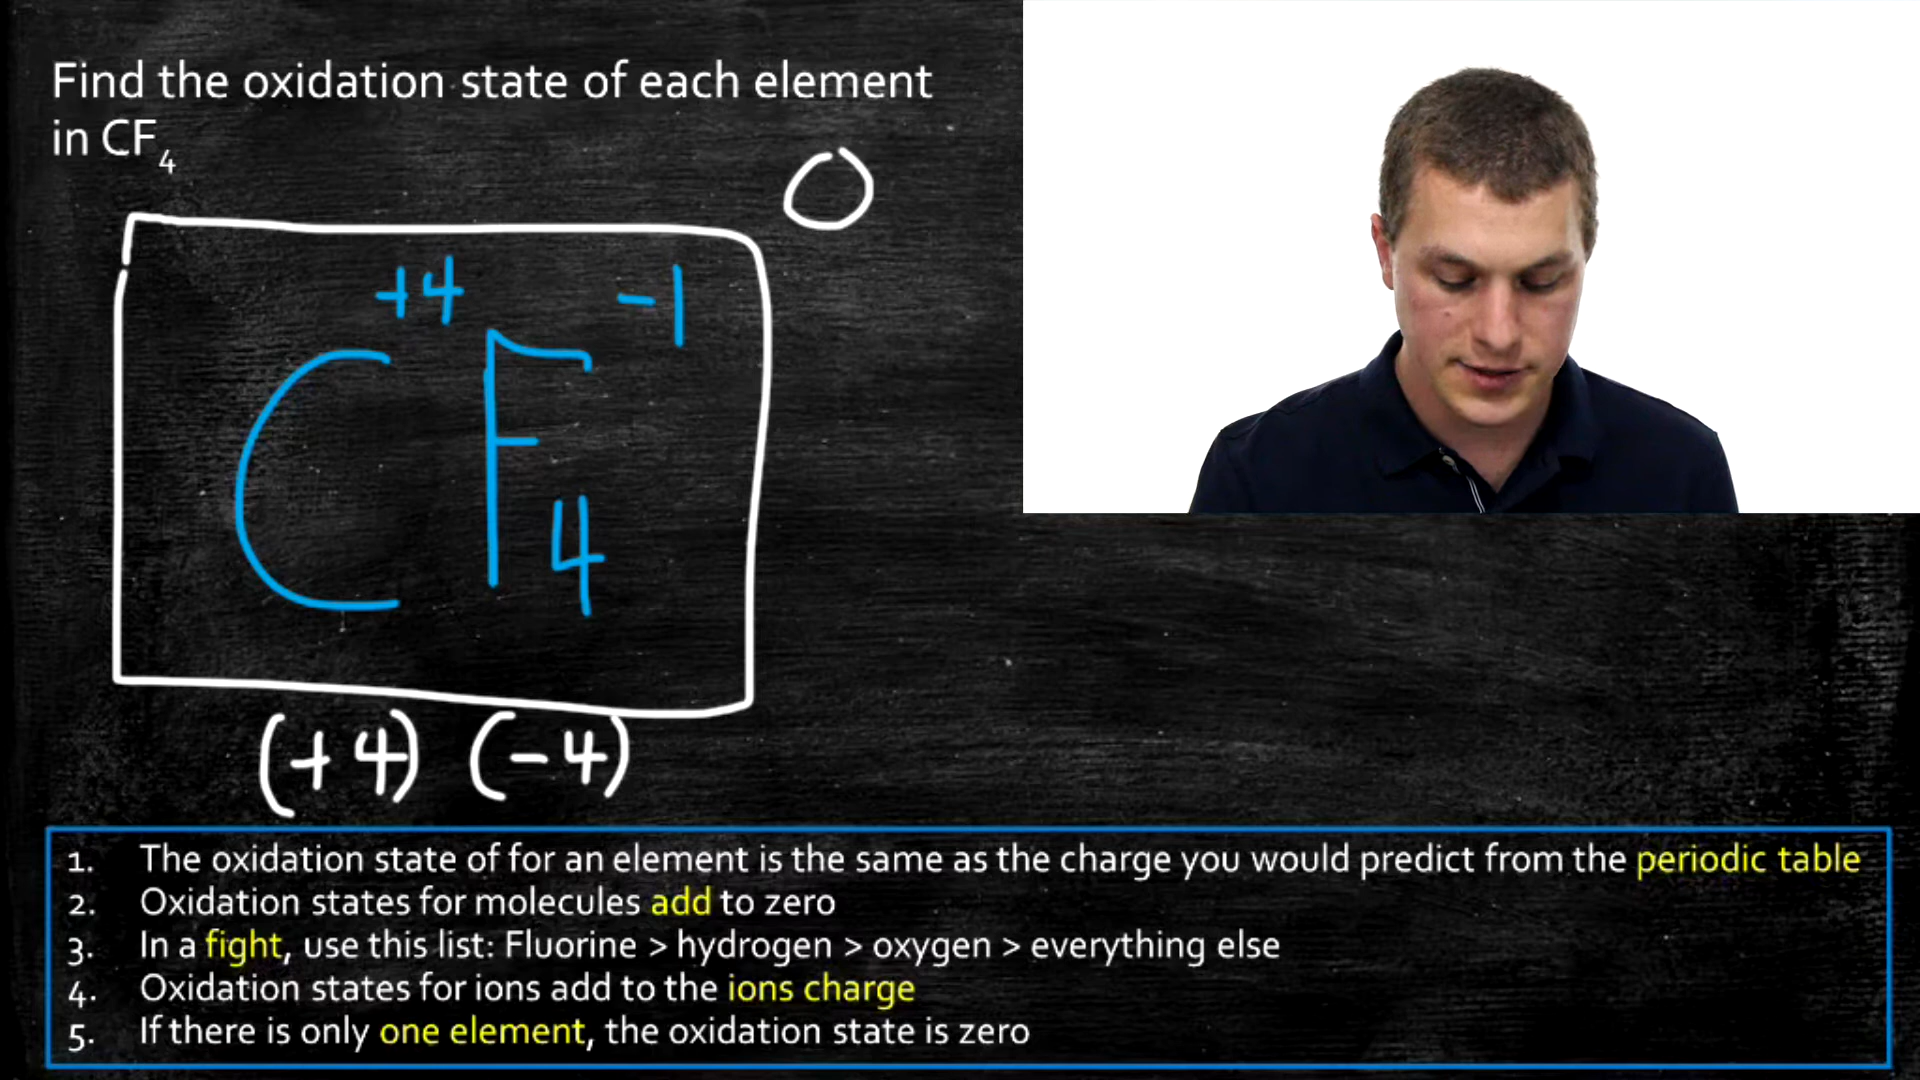 Find the oxidation state of each element
in CF₄
0
+4 -1
CF₄
(+4) (-4)
1. The oxidation state of for an element is the same as the charge you would predict from the periodic table
2. Oxidation states for molecules add to zero
3. In a fight, use this list: Fluorine > hydrogen > oxygen > everything else
4. Oxidation states for ions add to the ions charge
5. If there is only one element, the oxidation state is zero